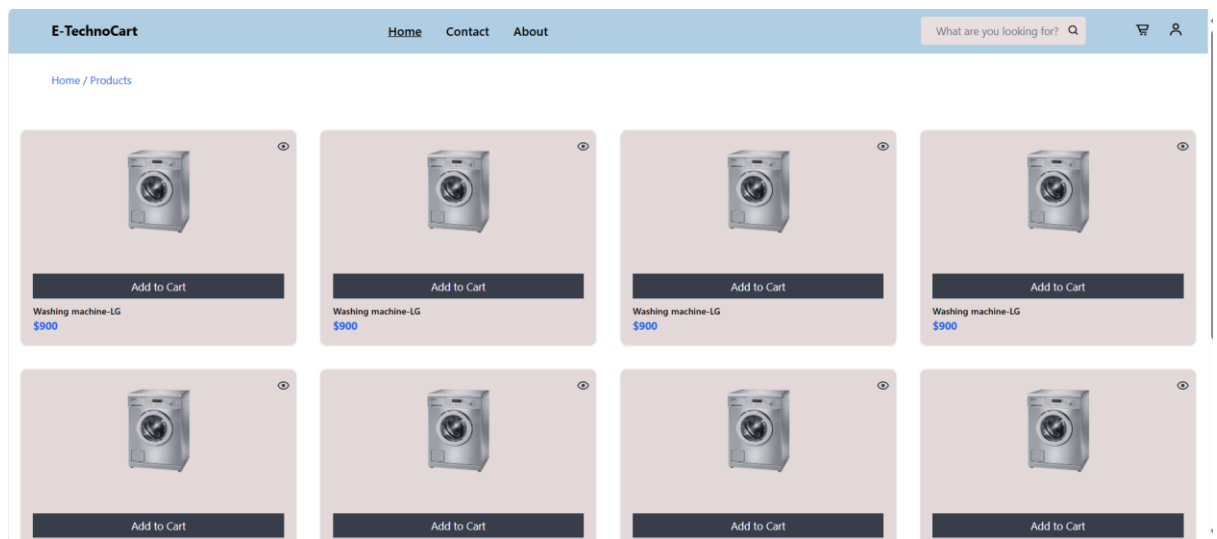 E-TechnoCart Home Contact About What are you looking for?
Home / Products
Add to Cart Add to Cart Add to Cart Add to Cart
Washing machine-LG Washing machine-LG Washing machine-LG Washing machine-LG
$900 $900 $900 $900
Add to Cart Add to Cart Add to Cart Add to Cart